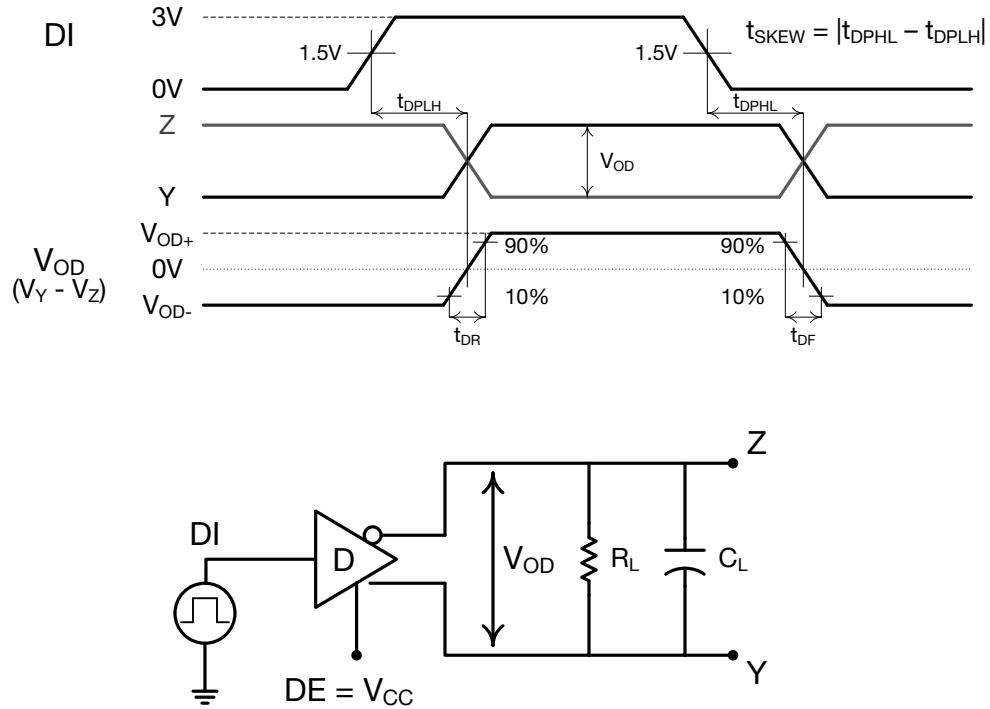 3V
DI
tSKEW = |tDPHL – tDPLH|
1.5V
1.5V
0V
tDPLH
tDPHL
Z
VOD
Y
VOD+
90%
90%
VOD
(VY - VZ)
0V
VOD-
10%
10%
tDR
tDF
Z
DI
D
VOD
RL
CL
Y
DE = VCC